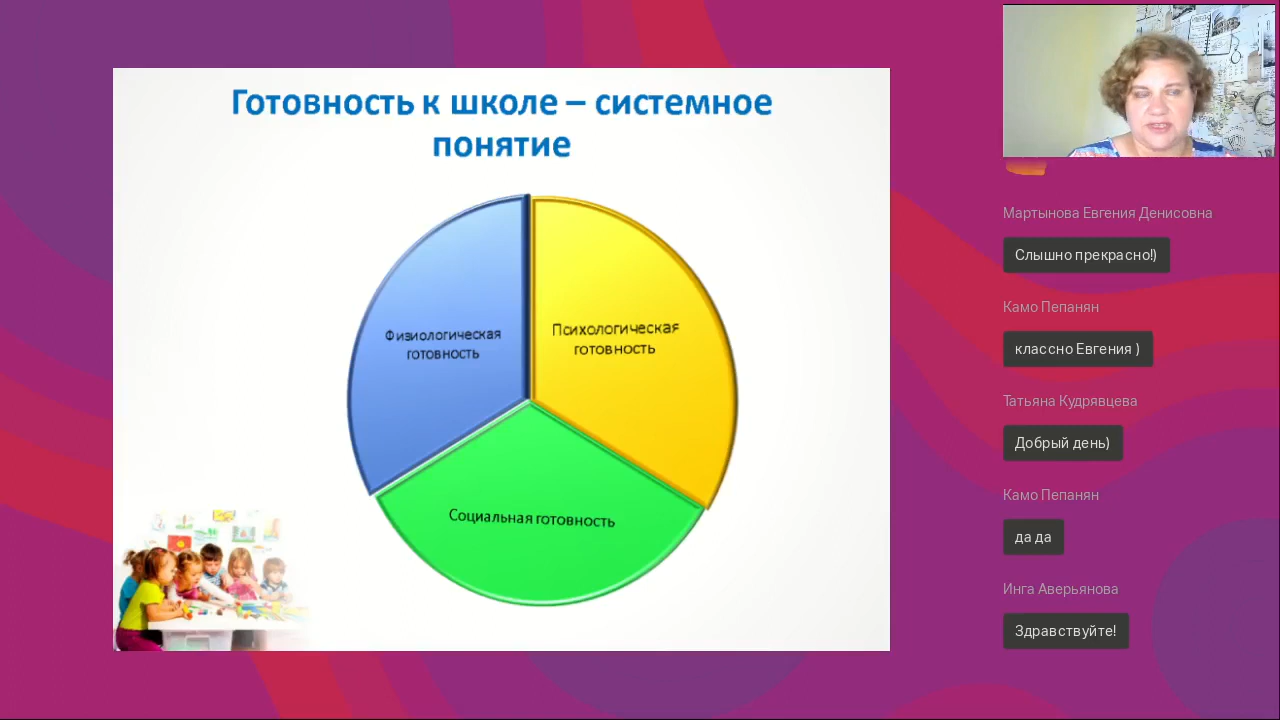 Готовность к школе – системное
понятие
Физиологическая
готовность
Психологическая
готовность
Социальная готовность
Мартынова Евгения Денисовна
Слышно прекрасно!)
Камо Пепанян
классно Евгения )
Татьяна Кудрявцева
Добрый день)
Камо Пепанян
да да
Инга Аверьянова
Здравствуйте!